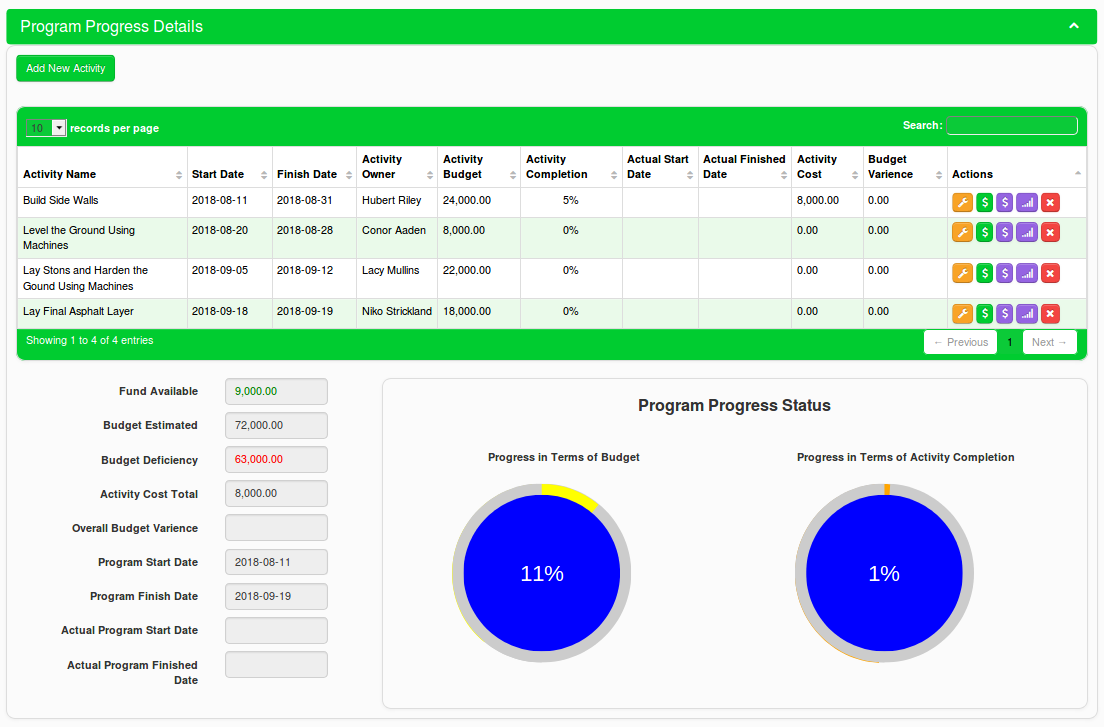 Program Progress Details
Add New Activity
10 records per page
Search:
Activity Name Start Date Finish Date Activity Owner Activity Budget Activity Completion Actual Start Date Actual Finished Date Activity Cost Budget Varience Actions
Build Side Walls 2018-08-11 2018-08-31 Hubert Riley 24,000.00 5% 8,000.00 0.00
Level the Ground Using Machines 2018-08-20 2018-08-28 Conor Aaden 8,000.00 0% 0.00 0.00
Lay Stons and Harden the Gound Using Machines 2018-09-05 2018-09-12 Lacy Mullins 22,000.00 0% 0.00 0.00
Lay Final Asphalt Layer 2018-09-18 2018-09-19 Niko Strickland 18,000.00 0% 0.00 0.00
Showing 1 to 4 of 4 entries
← Previous 1 Next →
Fund Available 9,000.00
Budget Estimated 72,000.00
Budget Deficiency 63,000.00
Activity Cost Total 8,000.00
Overall Budget Varience
Program Start Date 2018-08-11
Program Finish Date 2018-09-19
Actual Program Start Date
Actual Program Finished
Date
Program Progress Status
Progress in Terms of Budget
11%
Progress in Terms of Activity Completion
1%